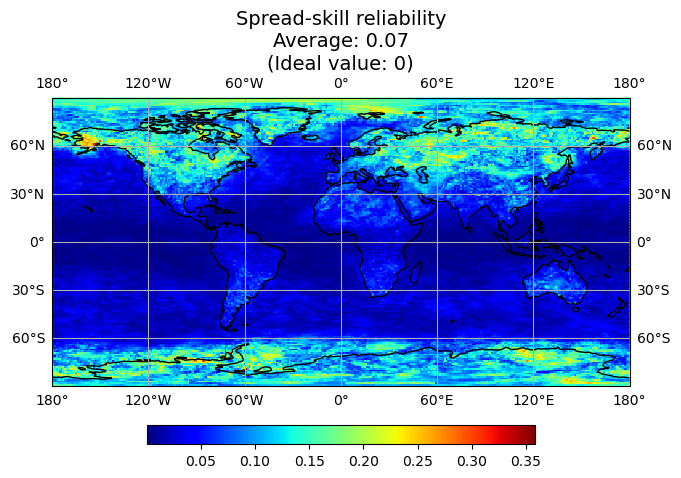 Spread-skill reliability
Average: 0.07
(Ideal value: 0)
180° 120°W 60°W 0° 60°E 120°E 180°
60°N 60°N
30°N 30°N
0° 0°
30°S 30°S
60°S 60°S
180° 120°W 60°W 0° 60°E 120°E 180°
0.05 0.10 0.15 0.20 0.25 0.30 0.35